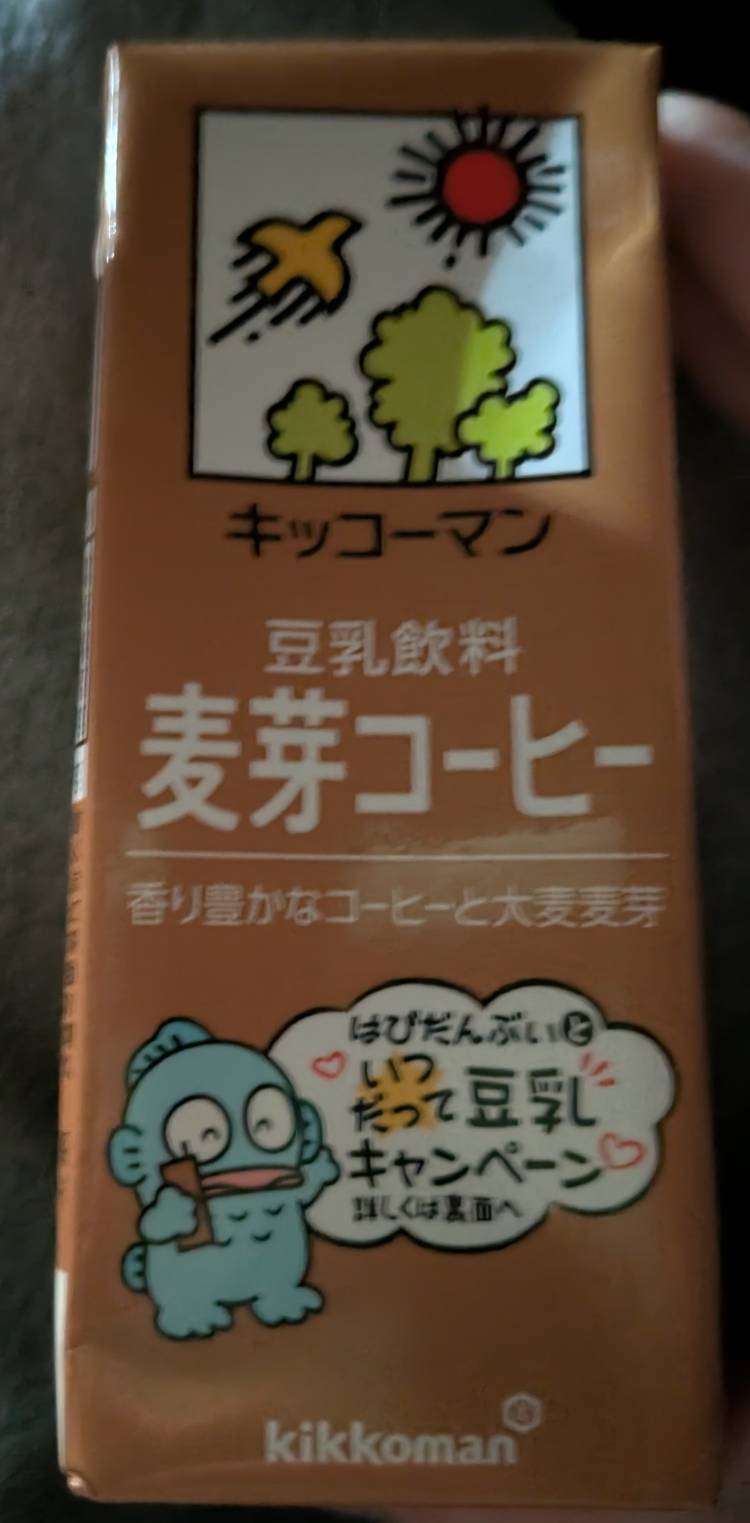 キッコーマン
豆乳飲料
麦芽コーヒー
香り豊かなコーヒーと大麦麦芽
はぴだんぶいと
いつ
だって豆乳
キャンペーン
詳しくは裏面へ
kikkoman